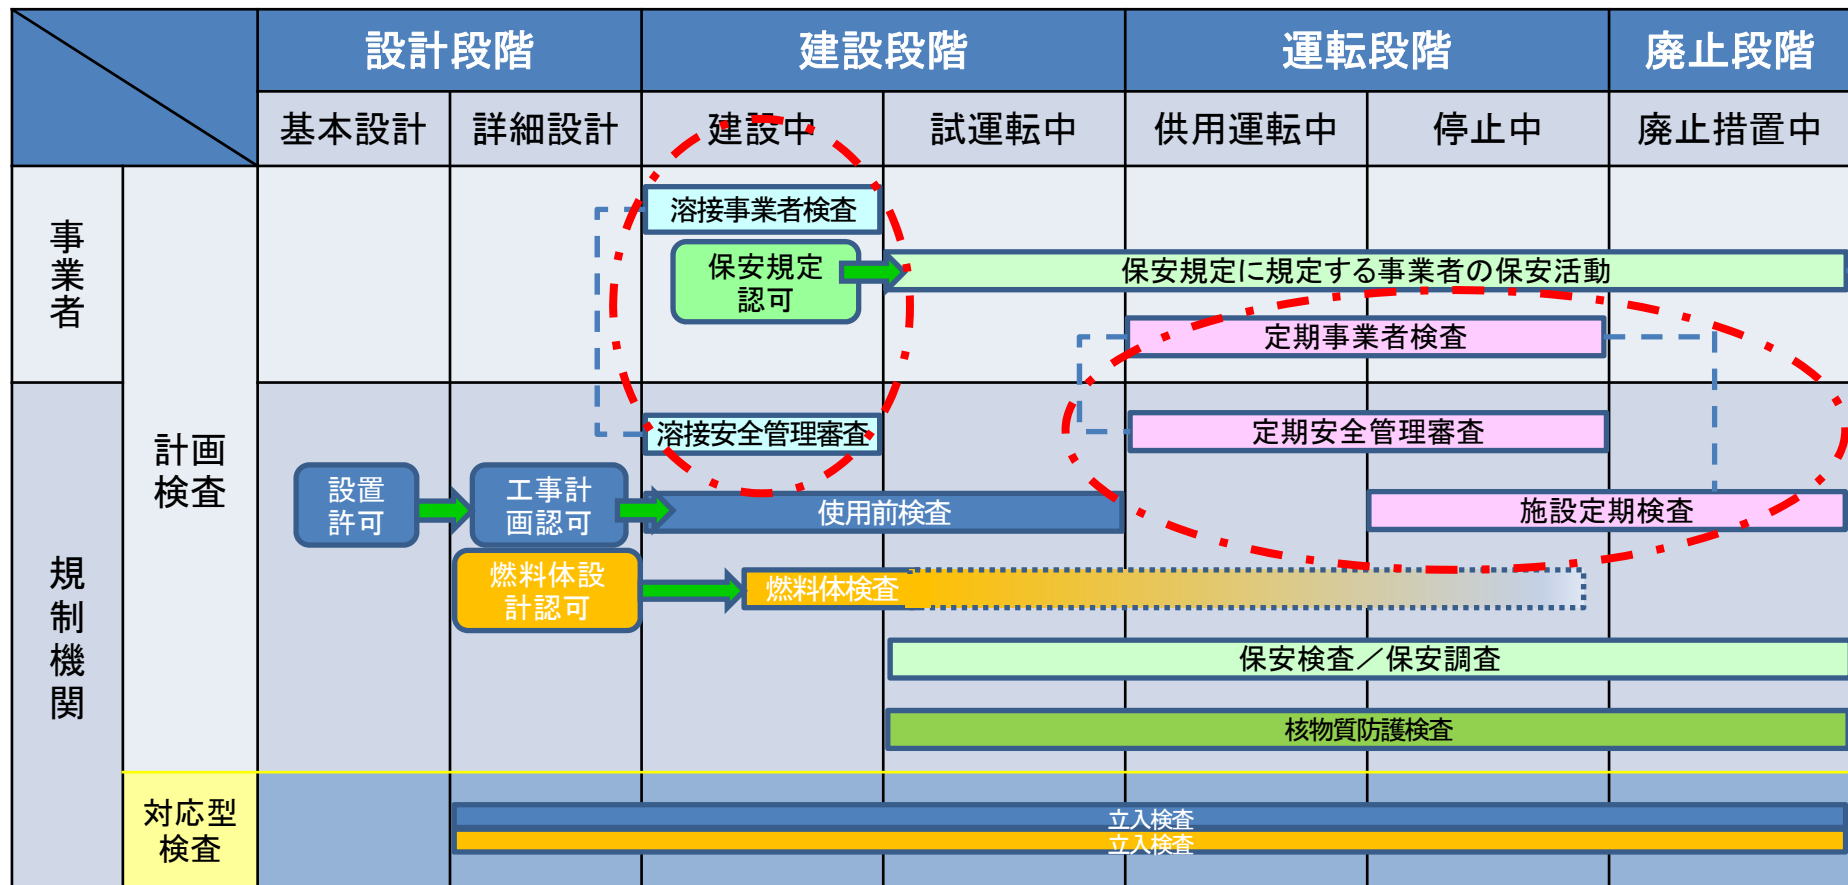 設計段階
建設段階
運転段階
廃止段階
基本設計
詳細設計
建設中
試運転中
供用運転中
停止中
廃止措置中
事業者
計画
検査
溶接事業者検査
保安規定
認可
保安規定に規定する事業者の保安活動
定期事業者検査
規制機関
溶接安全管理審査
定期安全管理審査
設置
許可
工事計
画認可
使用前検査
施設定期検査
燃料体設
計認可
燃料体検査
保安検査／保安調査
核物質防護検査
対応型
検査
立入検査
立入検査